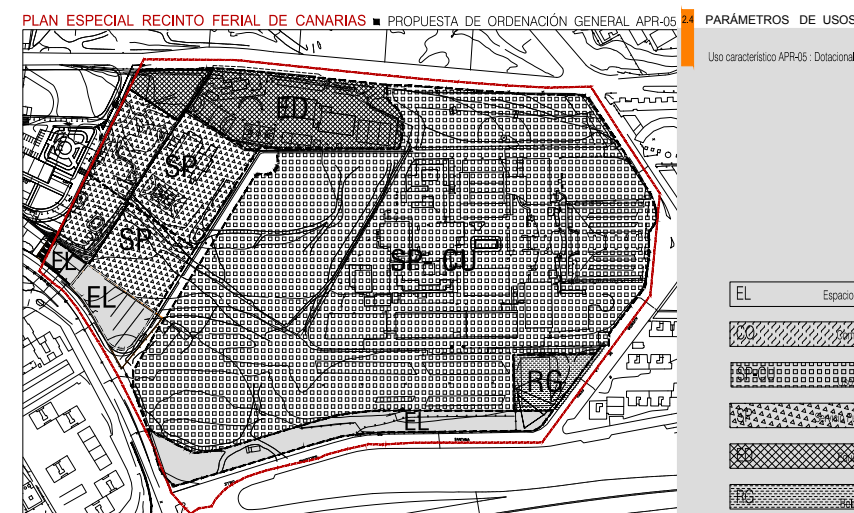 PLAN ESPECIAL RECINTO FERIAL DE CANARIAS ■ PROPUESTA DE ORDENACIÓN GENERAL APR-05
2.4 PARÁMETROS DE USOS
Uso característico APR-05 : Dotacional
ED
SP
SP
EL
EL
SP- CU
RG
EL
EL Espacio
CO
SP-CU
SP
ED
RG